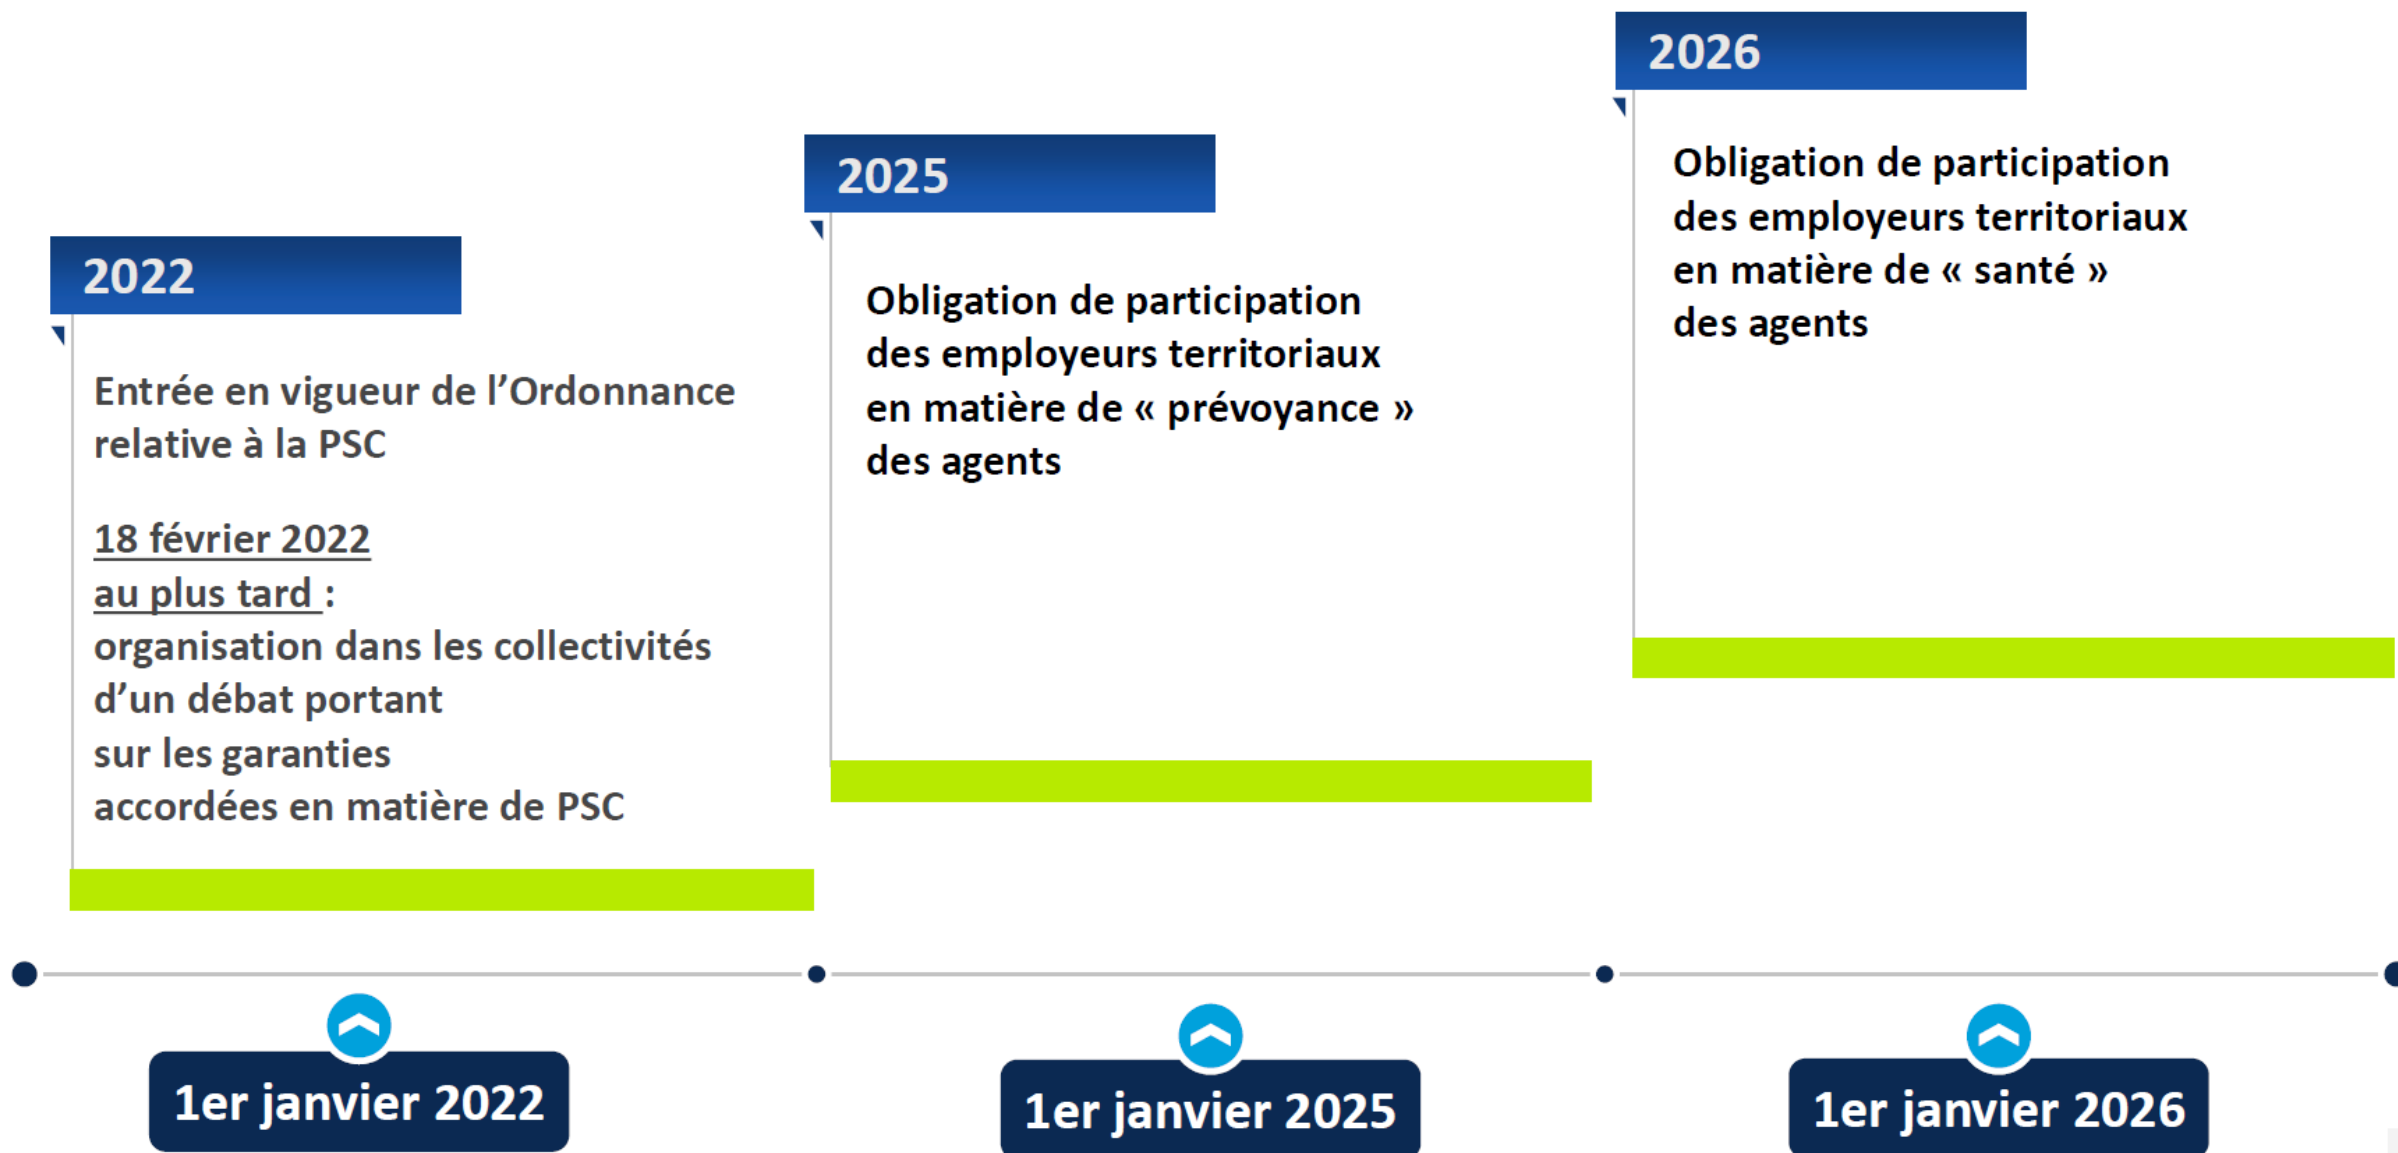 2022
Entrée en vigueur de l’Ordonnance
relative à la PSC
18 février 2022
au plus tard :
organisation dans les collectivités
d’un débat portant
sur les garanties
accordées en matière de PSC
1er janvier 2022
2025
Obligation de participation
des employeurs territoriaux
en matière de « prévoyance »
des agents
1er janvier 2025
2026
Obligation de participation
des employeurs territoriaux
en matière de « santé »
des agents
1er janvier 2026